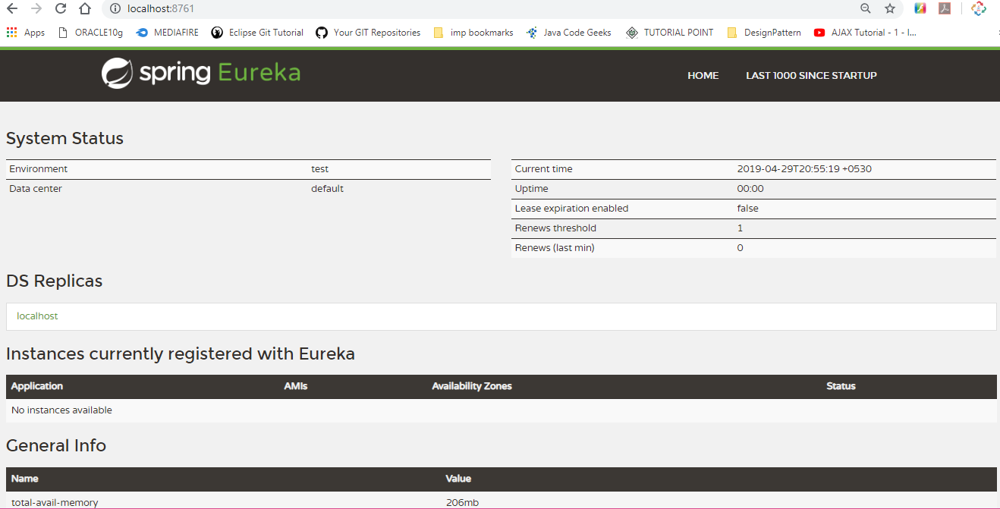 localhost:8761
Apps ORACLE10g MEDIAFIRE Eclipse Git Tutorial Your GIT Repositories imp bookmarks Java Code Geeks TUTORIAL POINT DesignPattern AJAX Tutorial - 1 - I...
spring Eureka HOME LAST 1000 SINCE STARTUP
System Status
Environment test
Data center default
Current time 2019-04-29T20:55:19 +0530
Uptime 00:00
Lease expiration enabled false
Renews threshold 1
Renews (last min) 0
DS Replicas
localhost
Instances currently registered with Eureka
Application AMIs Availability Zones Status
No instances available
General Info
Name Value
total-avail-memory 206mb